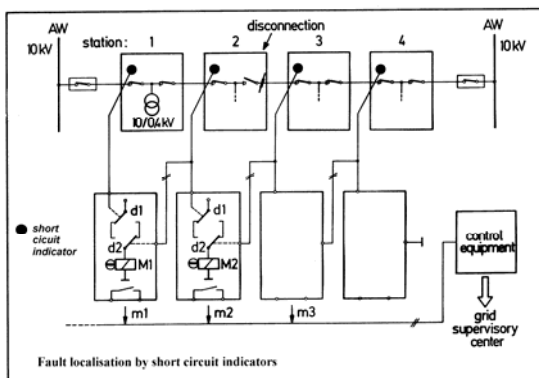 disconnection
AW
10kV
station: 1 2 3 4
AW
10kV
10/0,4kV
short
cicuit
indicator
d1 d1
d2 d2
M1 M2
control
equipment
m1 m2 m3
grid
supervisory
center
Fault localisation by short circuit indicators